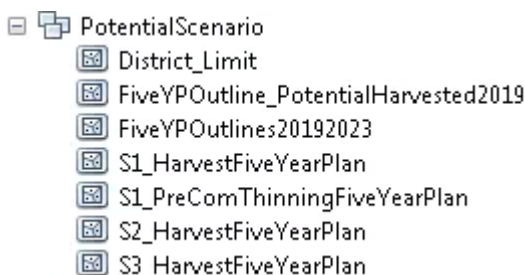 PotentialScenario
District_Limit
FiveYPOutline_PotentialHarvested2019
FiveYPOutlines20192023
S1_HarvestFiveYearPlan
S1_PreComThinningFiveYearPlan
S2_HarvestFiveYearPlan
S3_HarvestFiveYearPlan